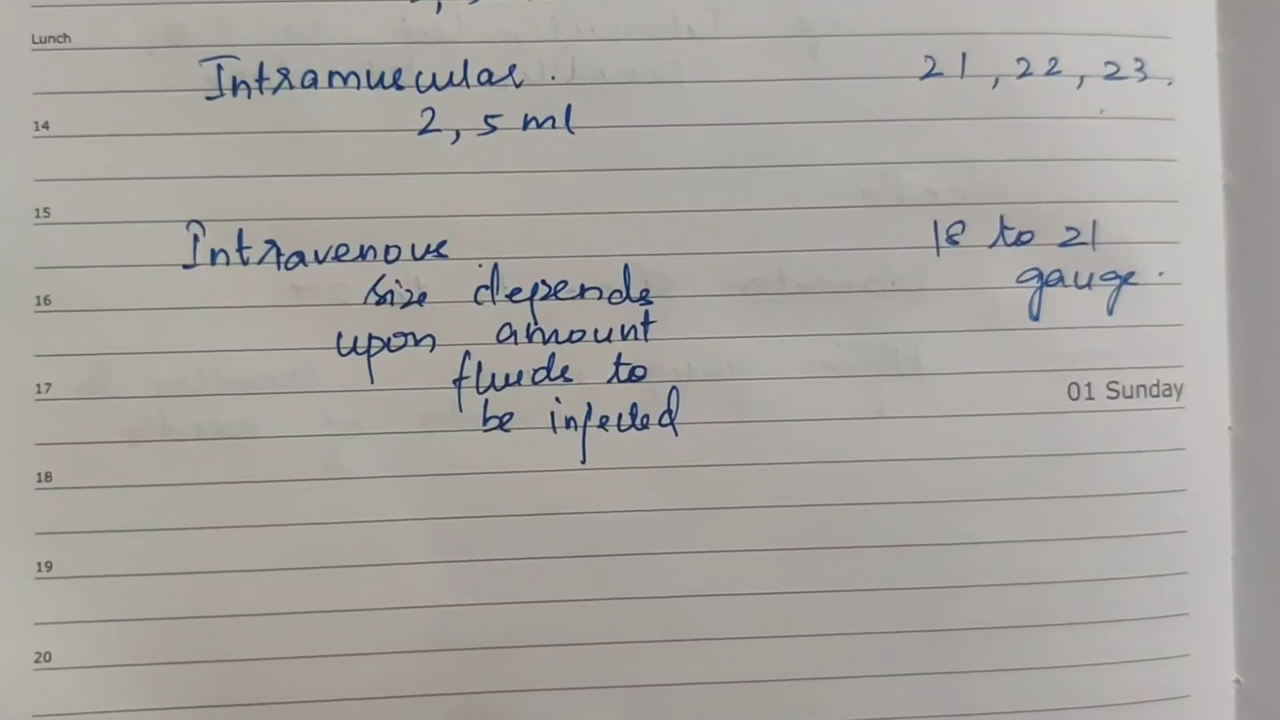 Lunch
Intramuscular. 21, 22, 23.
14
2, 5 ml
15
Intravenous 18 to 21
16
size depends gauge.
upon amount
17
fluids to
01 Sunday
be injected
18
19
20